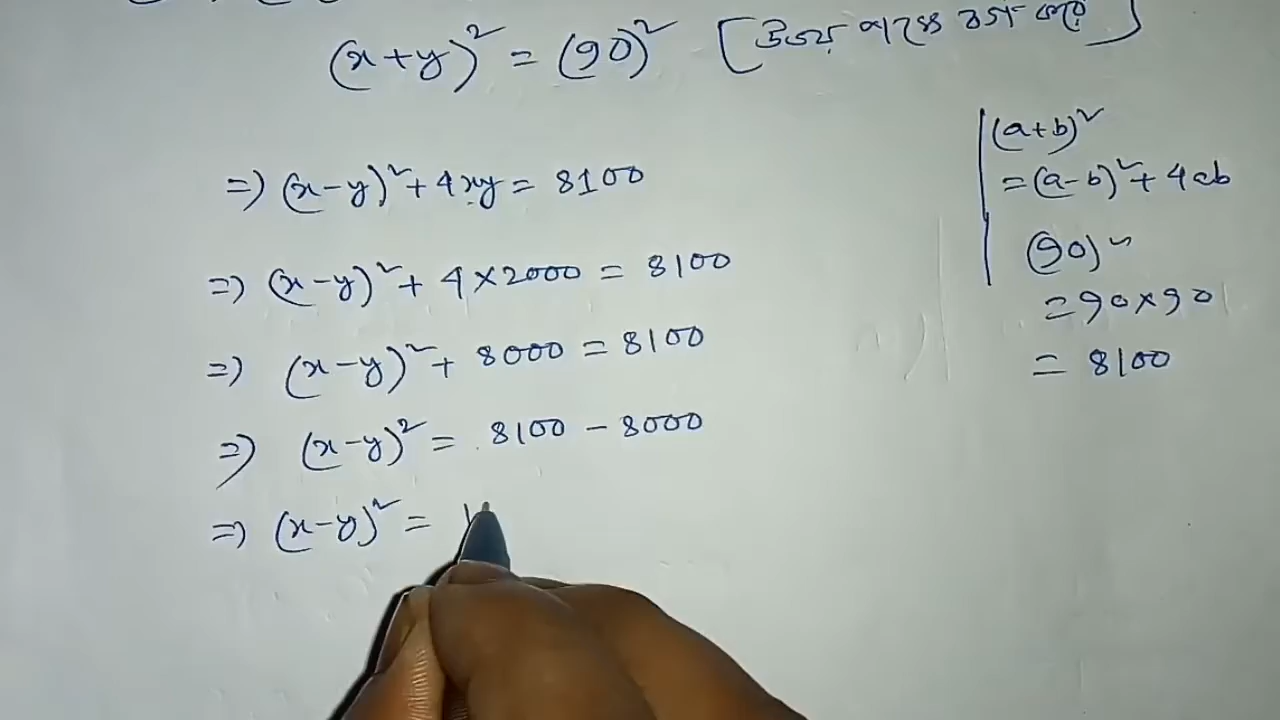 (x+y)² = (90)² [উভয় পক্ষে বর্গ করে]
⇒ (x-y)² + 4xy = 8100
⇒ (x-y)² + 4×2000 = 8100
⇒ (x-y)² + 8000 = 8100
⇒ (x-y)² = 8100 - 8000
⇒ (x-y)² = 1
(a+b)²
= (a-b)² + 4ab
(90)²
= 90×90
= 8100